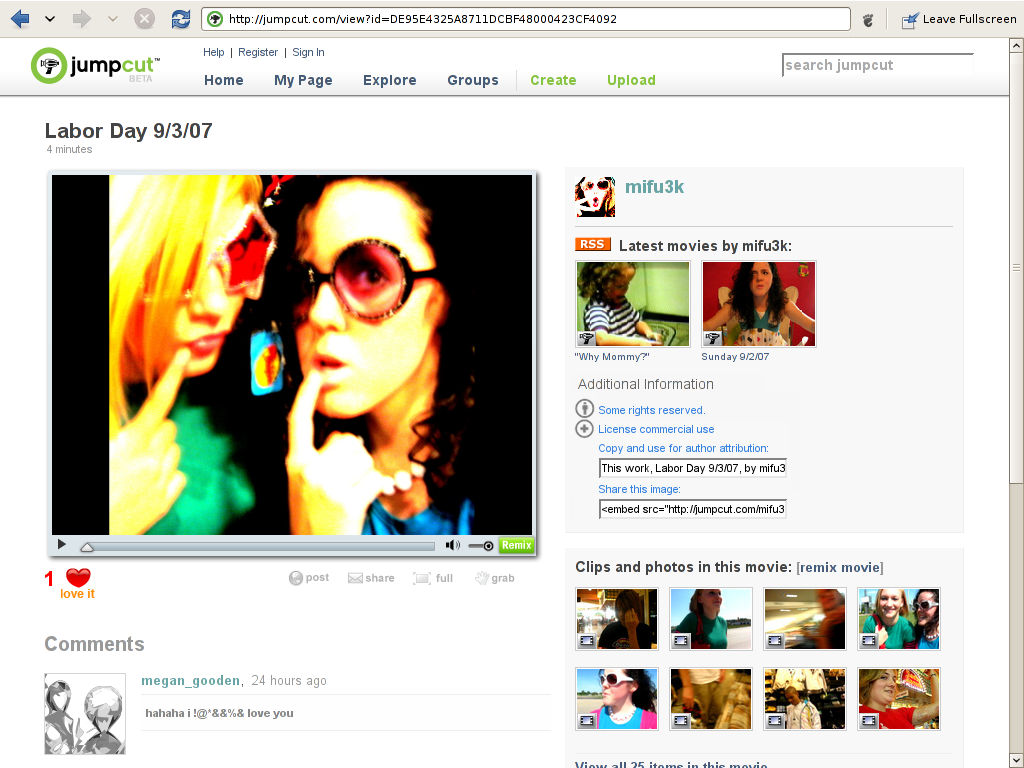 http://jumpcut.com/view?id=DE95E4325A8711DCBF48000423CF4092
Leave Fullscreen
jumpcut™
BETA
Help | Register | Sign In
Home My Page Explore Groups Create Upload
search jumpcut
Labor Day 9/3/07
4 minutes
Remix
1
love it
post share full grab
Comments
megan_gooden, 24 hours ago
hahaha i !@*&&%& love you
mifu3k
RSS Latest movies by mifu3k:
"Why Mommy?" Sunday 9/2/07
Additional Information
Some rights reserved.
License commercial use
Copy and use for author attribution:
This work, Labor Day 9/3/07, by mifu3
Share this image:
<embed src="http://jumpcut.com/mifu3
Clips and photos in this movie: [remix movie]
View all 25 items in this movie